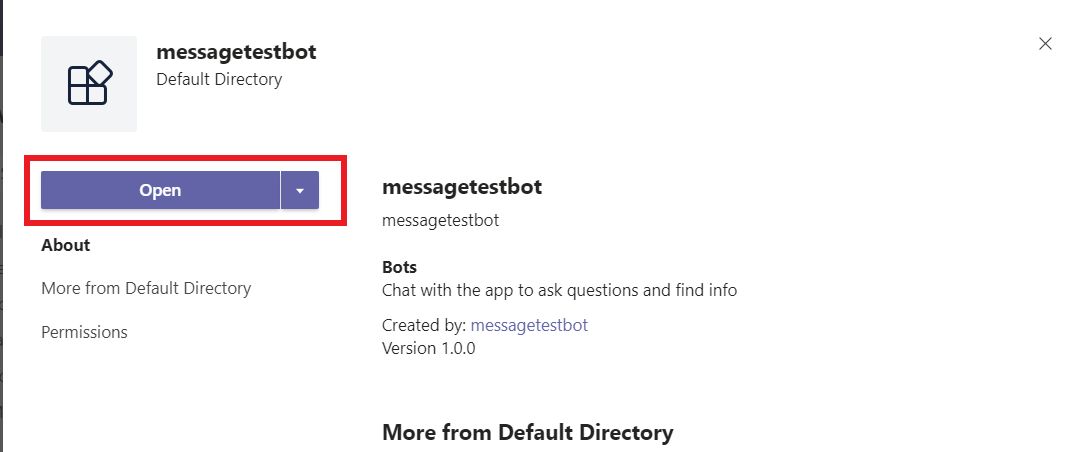 messagetestbot
Default Directory
Open
About
More from Default Directory
Permissions
messagetestbot
messagetestbot
Bots
Chat with the app to ask questions and find info
Created by: messagetestbot
Version 1.0.0
More from Default Directory